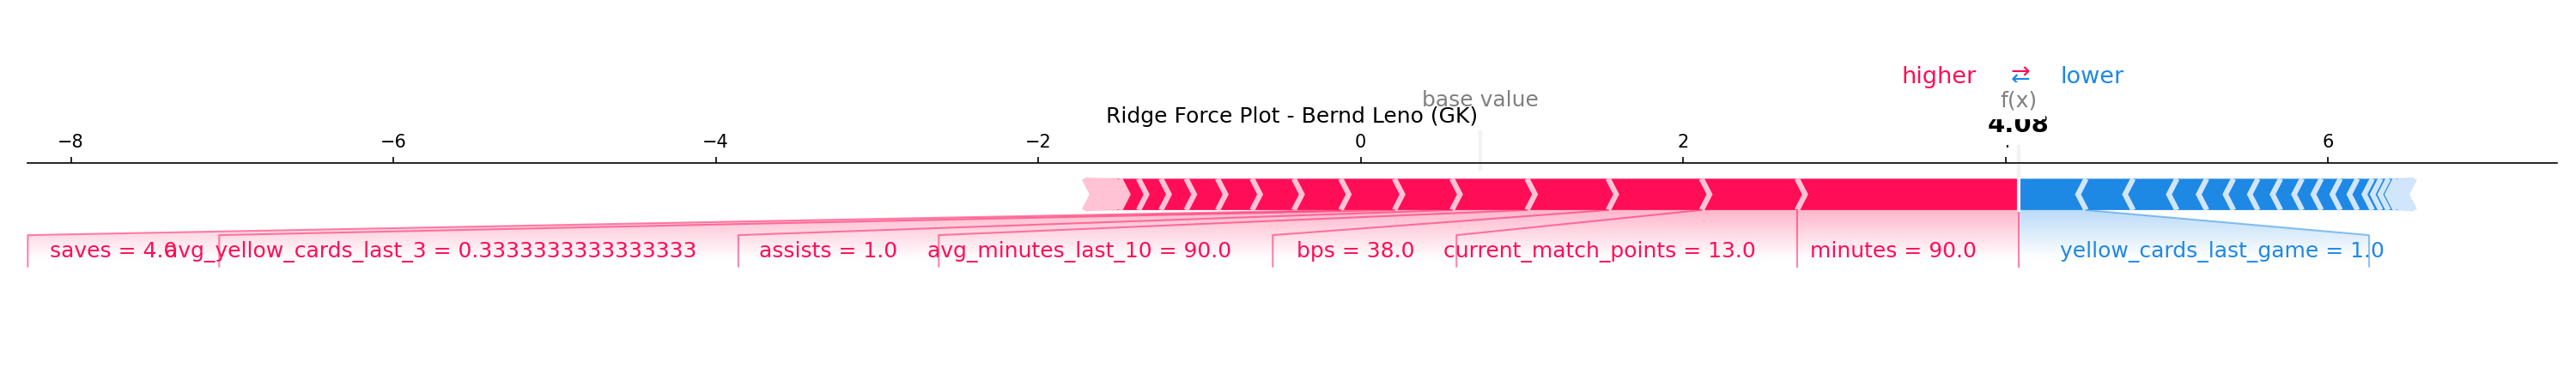 higher ⇄ lower
base value f(x)
Ridge Force Plot - Bernd Leno (GK) 4.08
−8 −6 −4 −2 0 2 6
saves = 4.0 avg_yellow_cards_last_3 = 0.3333333333333333 assists = 1.0 avg_minutes_last_10 = 90.0 bps = 38.0 current_match_points = 13.0 minutes = 90.0 yellow_cards_last_game = 1.0